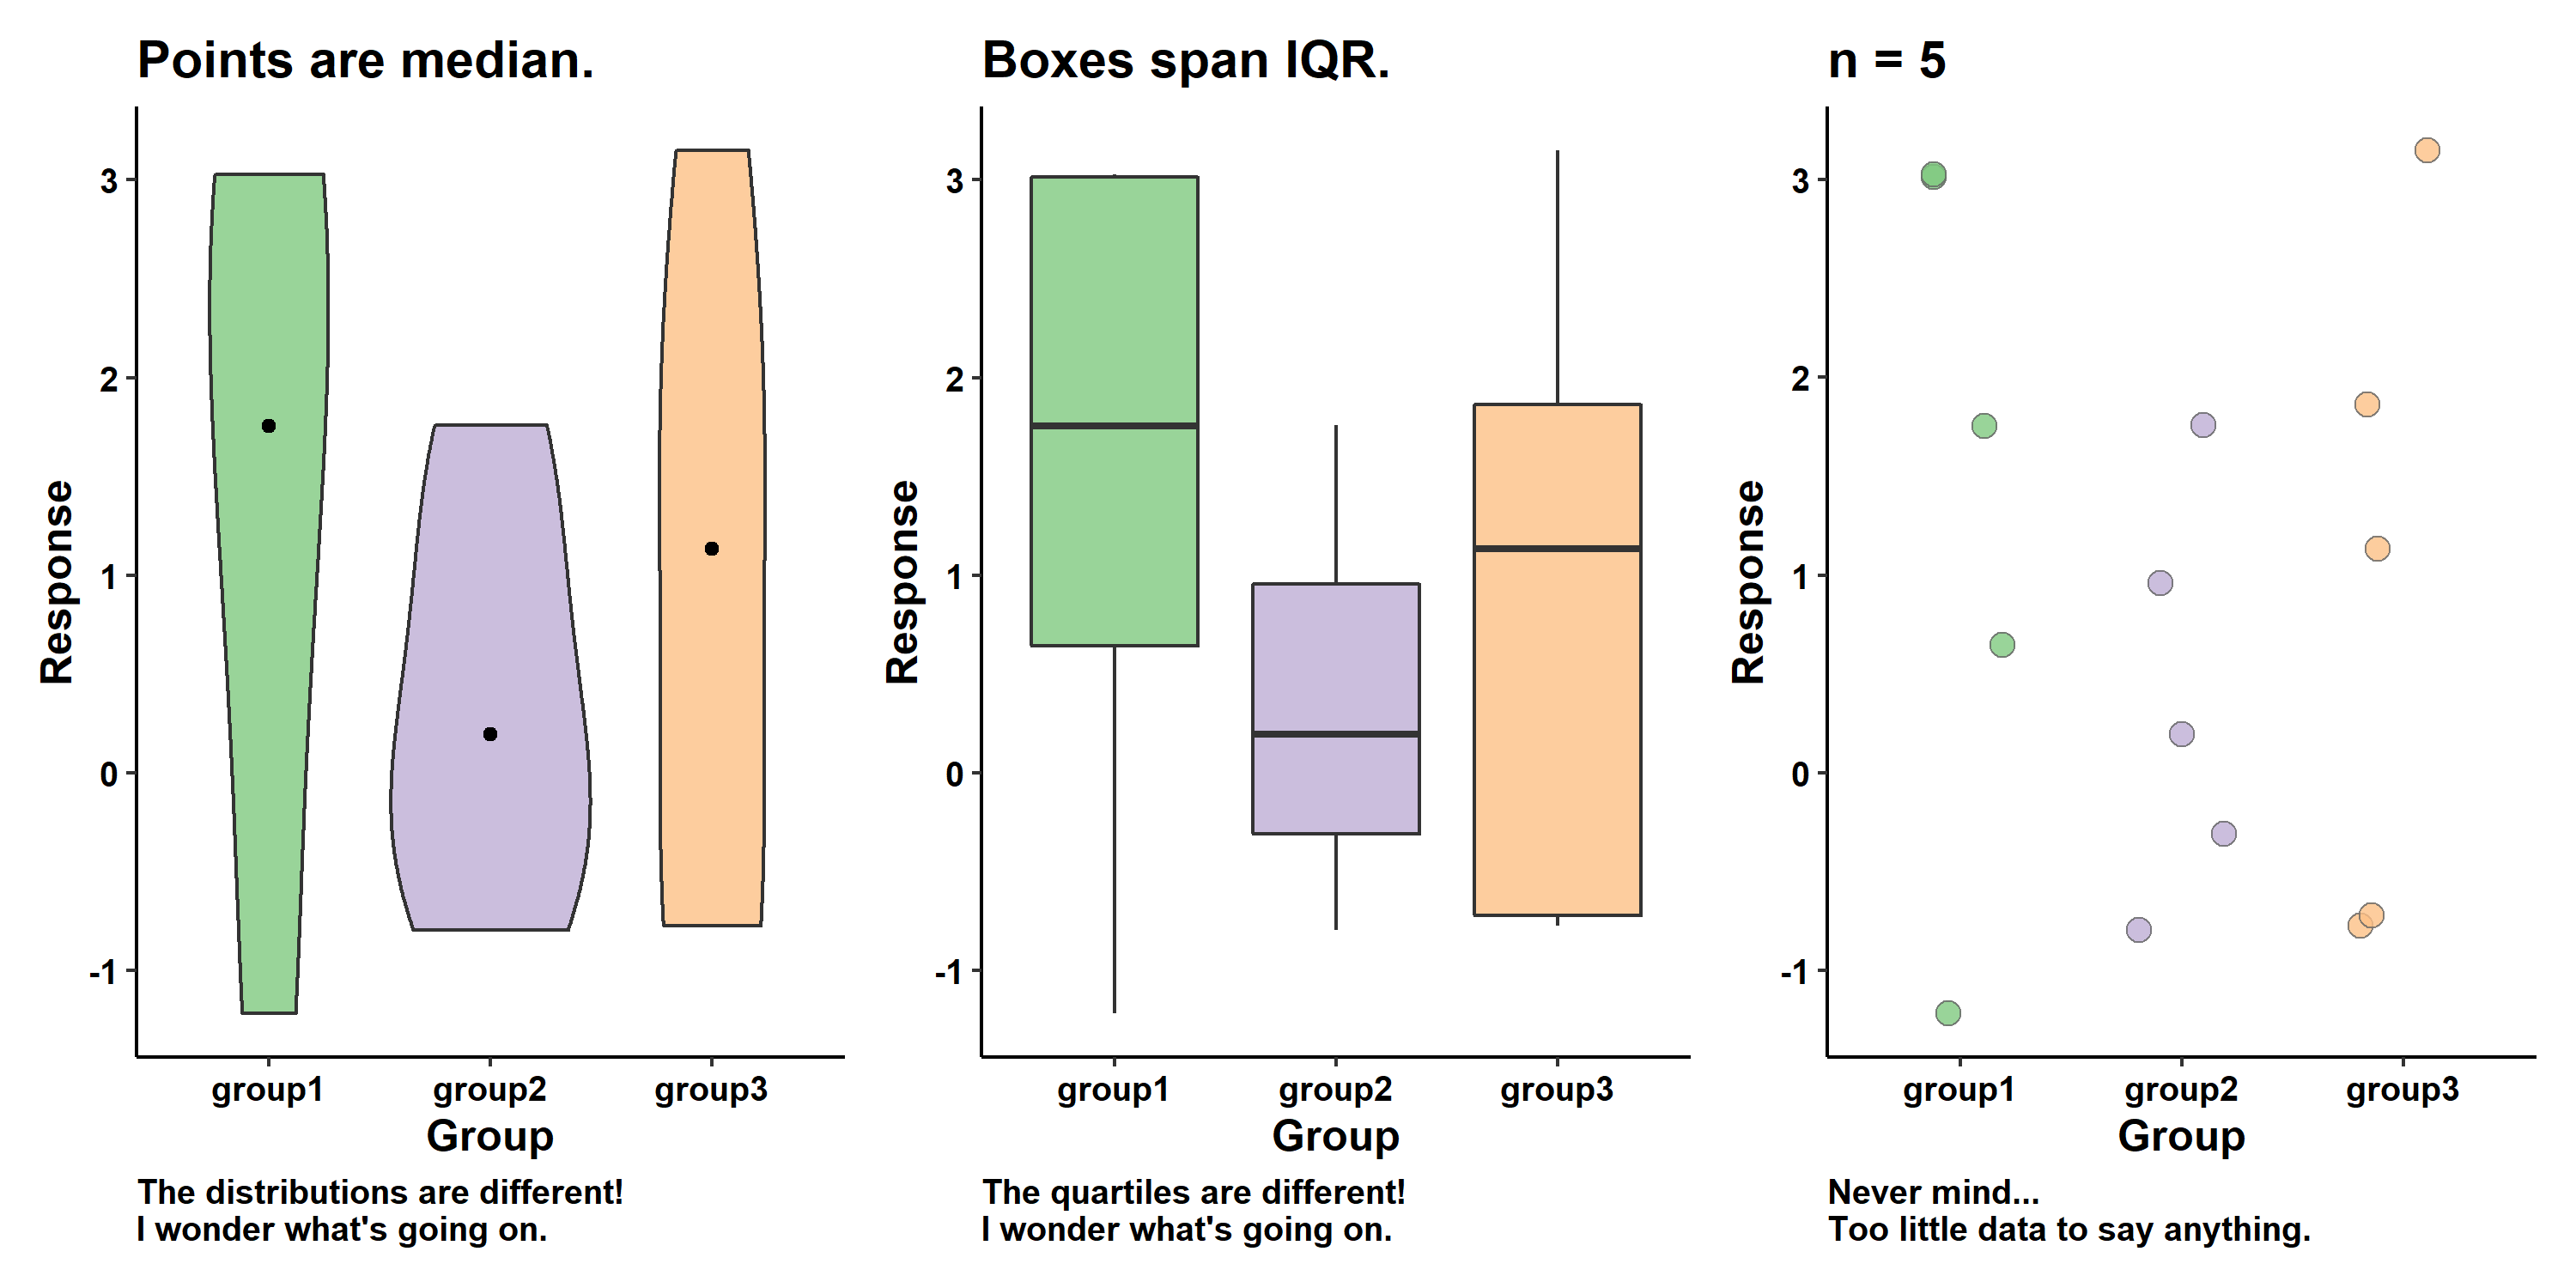 Points are median.
3
2
1
0
-1
Response
group1 group2 group3
Group
The distributions are different!
I wonder what's going on.
Boxes span IQR.
3
2
1
0
-1
Response
group1 group2 group3
Group
The quartiles are different!
I wonder what's going on.
n = 5
3
2
1
0
-1
Response
group1 group2 group3
Group
Never mind...
Too little data to say anything.